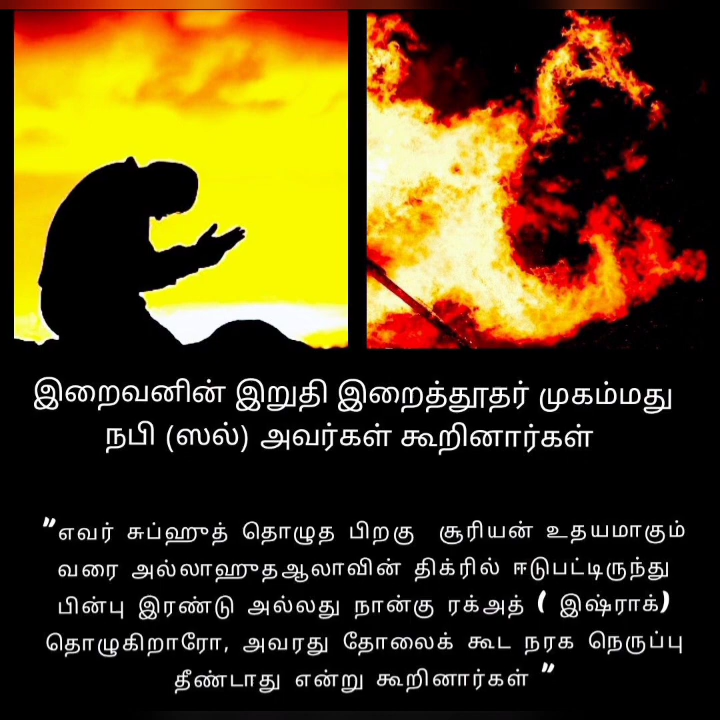 இறைவனின் இறுதி இறைத்தூதர் முகம்மது
நபி (ஸல்) அவர்கள் கூறினார்கள்
"எவர் சுப்ஹுத் தொழுத பிறகு சூரியன் உதயமாகும்
வரை அல்லாஹுதஆலாவின் திக்ரில் ஈடுபட்டிருந்து
பின்பு இரண்டு அல்லது நான்கு ரக்அத் ( இஷ்ராக்)
தொழுகிறாரோ, அவரது தோலைக் கூட நரக நெருப்பு
தீண்டாது என்று கூறினார்கள் "